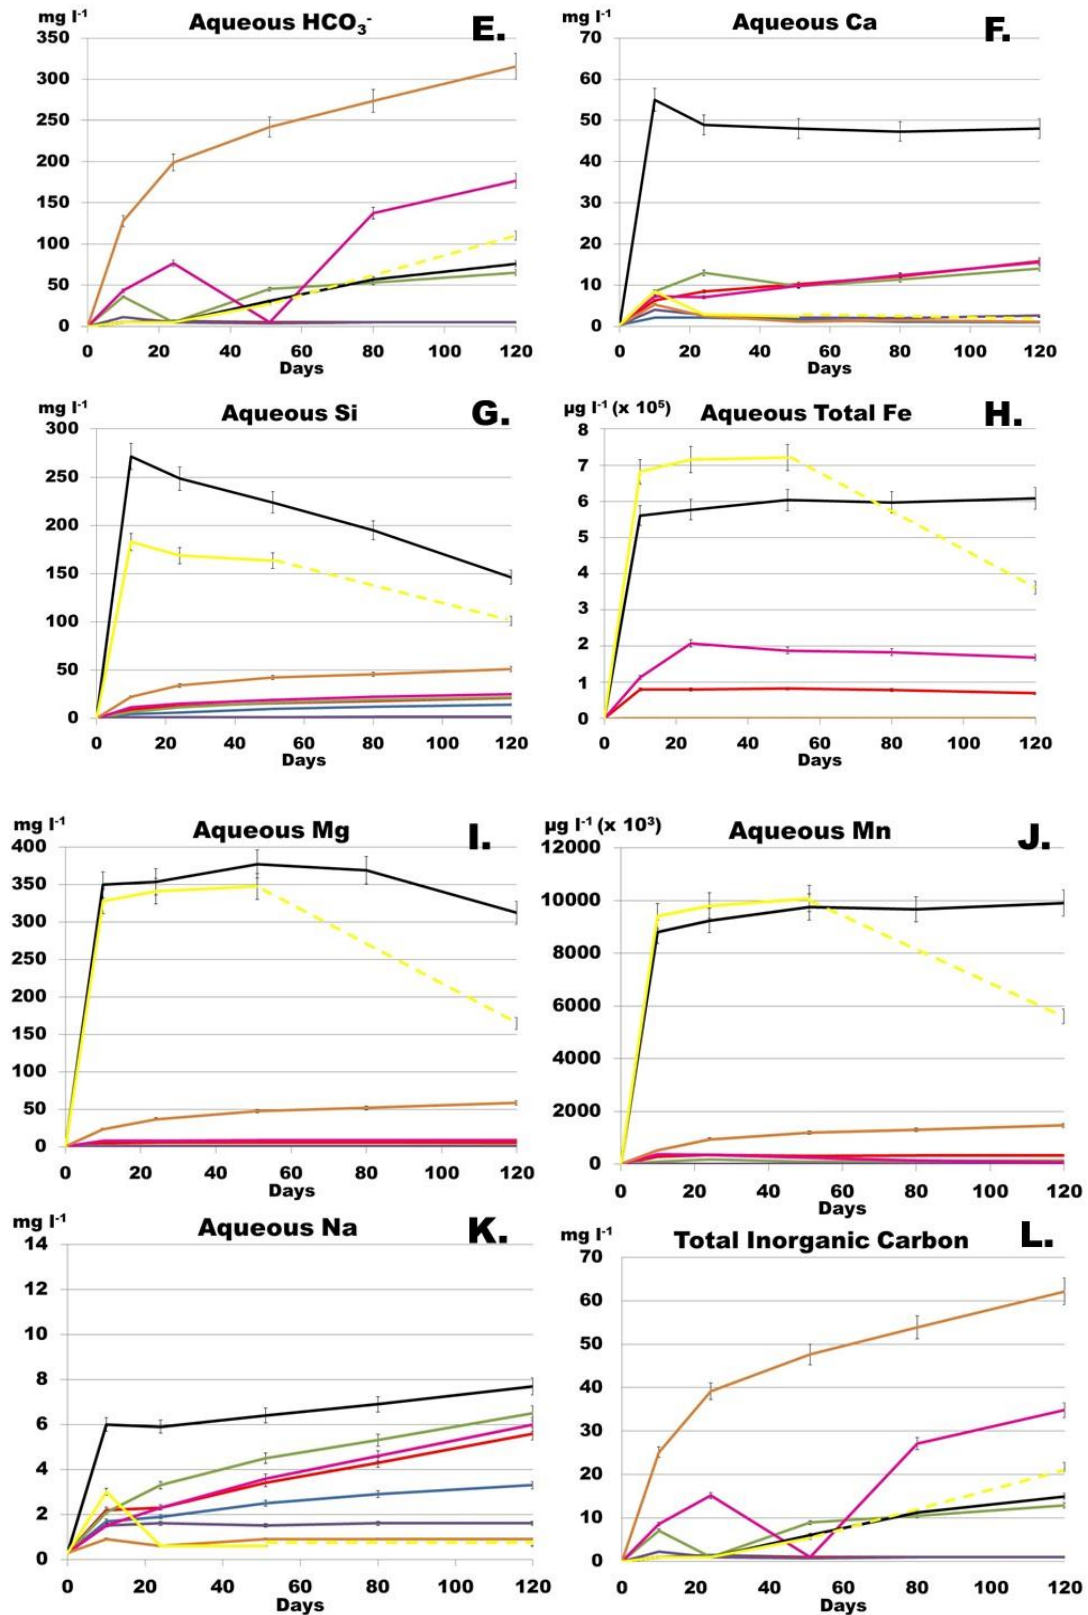 mg l⁻¹ Aqueous HCO₃⁻ E.
350
300
250
200
150
100
50
0
0 20 40 60 80 100 120
Days
mg l⁻¹ Aqueous Ca F.
70
60
50
40
30
20
10
0
0 20 40 60 80 100 120
Days
mg l⁻¹ Aqueous Si G.
300
250
200
150
100
50
0
0 20 40 60 80 100 120
Days
µg l⁻¹ (x 10⁵) Aqueous Total Fe H.
8
7
6
5
4
3
2
1
0
0 20 40 60 80 100 120
Days
mg l⁻¹ Aqueous Mg I.
400
350
300
250
200
150
100
50
0
0 20 40 60 80 100 120
Days
µg l⁻¹ (x 10³) Aqueous Mn J.
12000
10000
8000
6000
4000
2000
0
0 20 40 60 80 100 120
Days
mg l⁻¹ Aqueous Na K.
14
12
10
8
6
4
2
0
0 20 40 60 80 100 120
Days
mg l⁻¹ Total Inorganic Carbon L.
70
60
50
40
30
20
10
0
0 20 40 60 80 100 120
Days